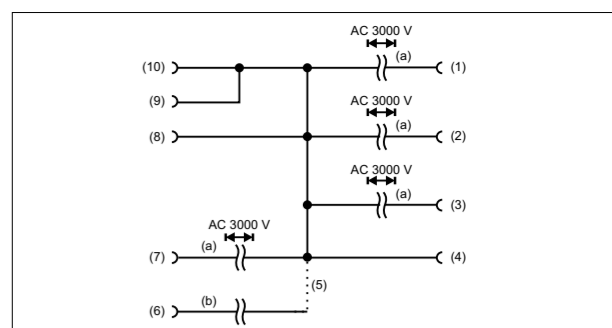 AC 3000 V
(10) (a) (1)
(9)
AC 3000 V
(8) (a) (2)
AC 3000 V
(a) (3)
AC 3000 V
(7) (a) (4)
(5)
(6) (b)